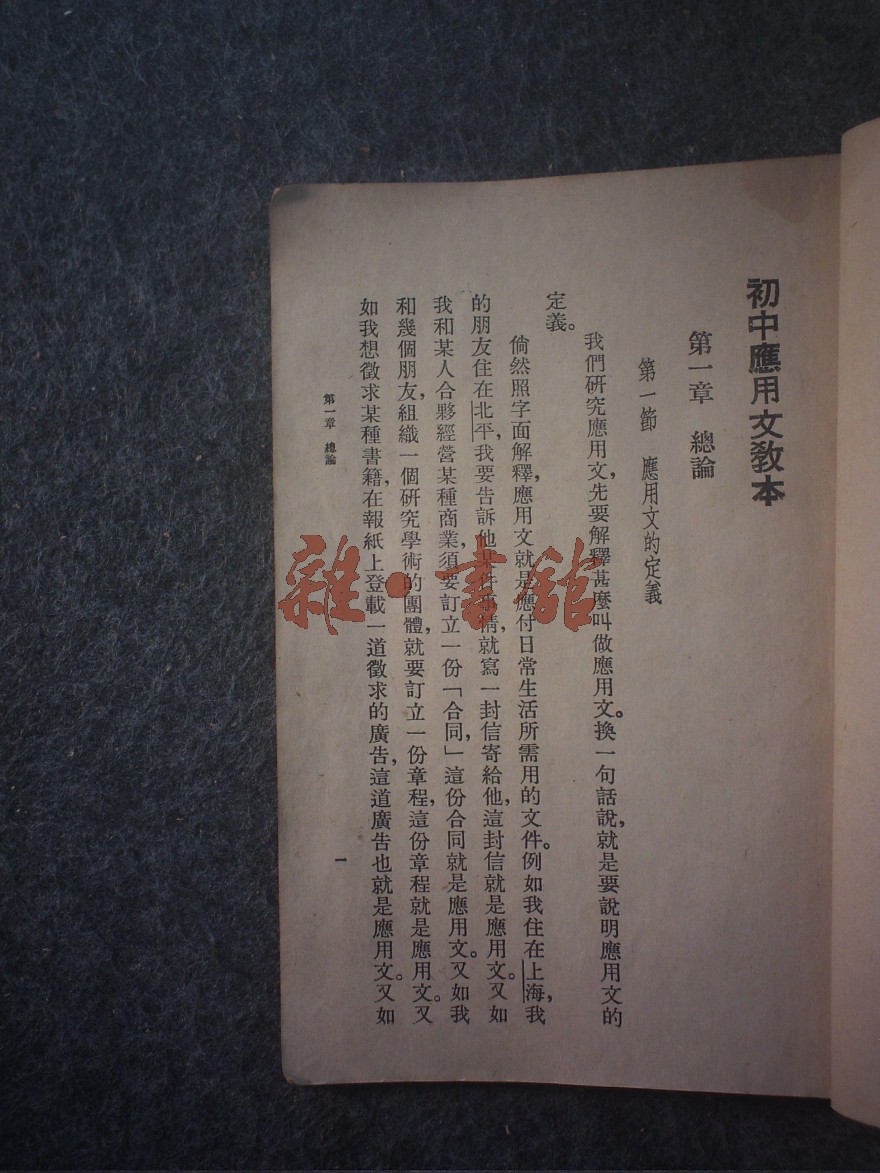 初中應用文教本
第一章 總論
第一節 應用文的定義
我們研究應用文，先要解釋甚麼叫做應用文。換一句話說，就是要說明應用文的
定義。
倘然照字面解釋，應用文就是應付日常生活所需用的文件。例如我住在上海，我
的朋友住在北平，我要告訴他某件事情，就寫一封信寄給他，這封信就是應用文。又如
我和某人合夥經營某種商業，須要訂立一份「合同，」這份合同就是應用文。又如我
和幾個朋友，組織一個研究學術的團體，就要訂立一份章程，這份章程就是應用文。又
如我想徵求某種書籍，在報紙上登載一道徵求的廣告，這道廣告也就是應用文。又如
第一章 總論
一
雜·書館